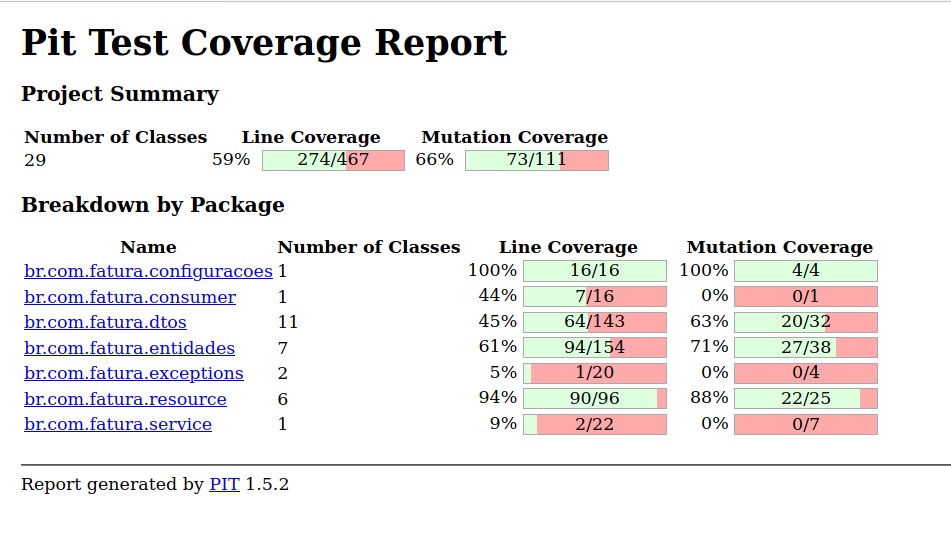 Pit Test Coverage Report
Project Summary
Number of Classes Line Coverage Mutation Coverage
29 59% 274/467 66% 73/111
Breakdown by Package
Name Number of Classes Line Coverage Mutation Coverage
br.com.fatura.configuracoes 1 100% 16/16 100% 4/4
br.com.fatura.consumer 1 44% 7/16 0% 0/1
br.com.fatura.dtos 11 45% 64/143 63% 20/32
br.com.fatura.entidades 7 61% 94/154 71% 27/38
br.com.fatura.exceptions 2 5% 1/20 0% 0/4
br.com.fatura.resource 6 94% 90/96 88% 22/25
br.com.fatura.service 1 9% 2/22 0% 0/7
Report generated by PIT 1.5.2